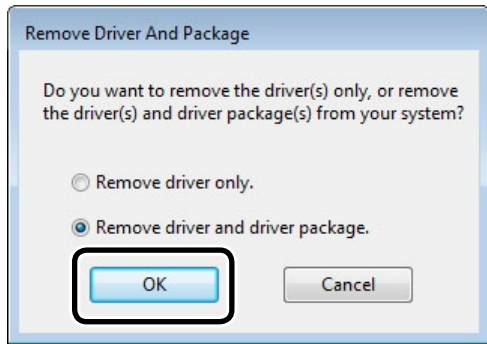 Remove Driver And Package
Do you want to remove the driver(s) only, or remove
the driver(s) and driver package(s) from your system?
Remove driver only.
Remove driver and driver package.
OK
Cancel